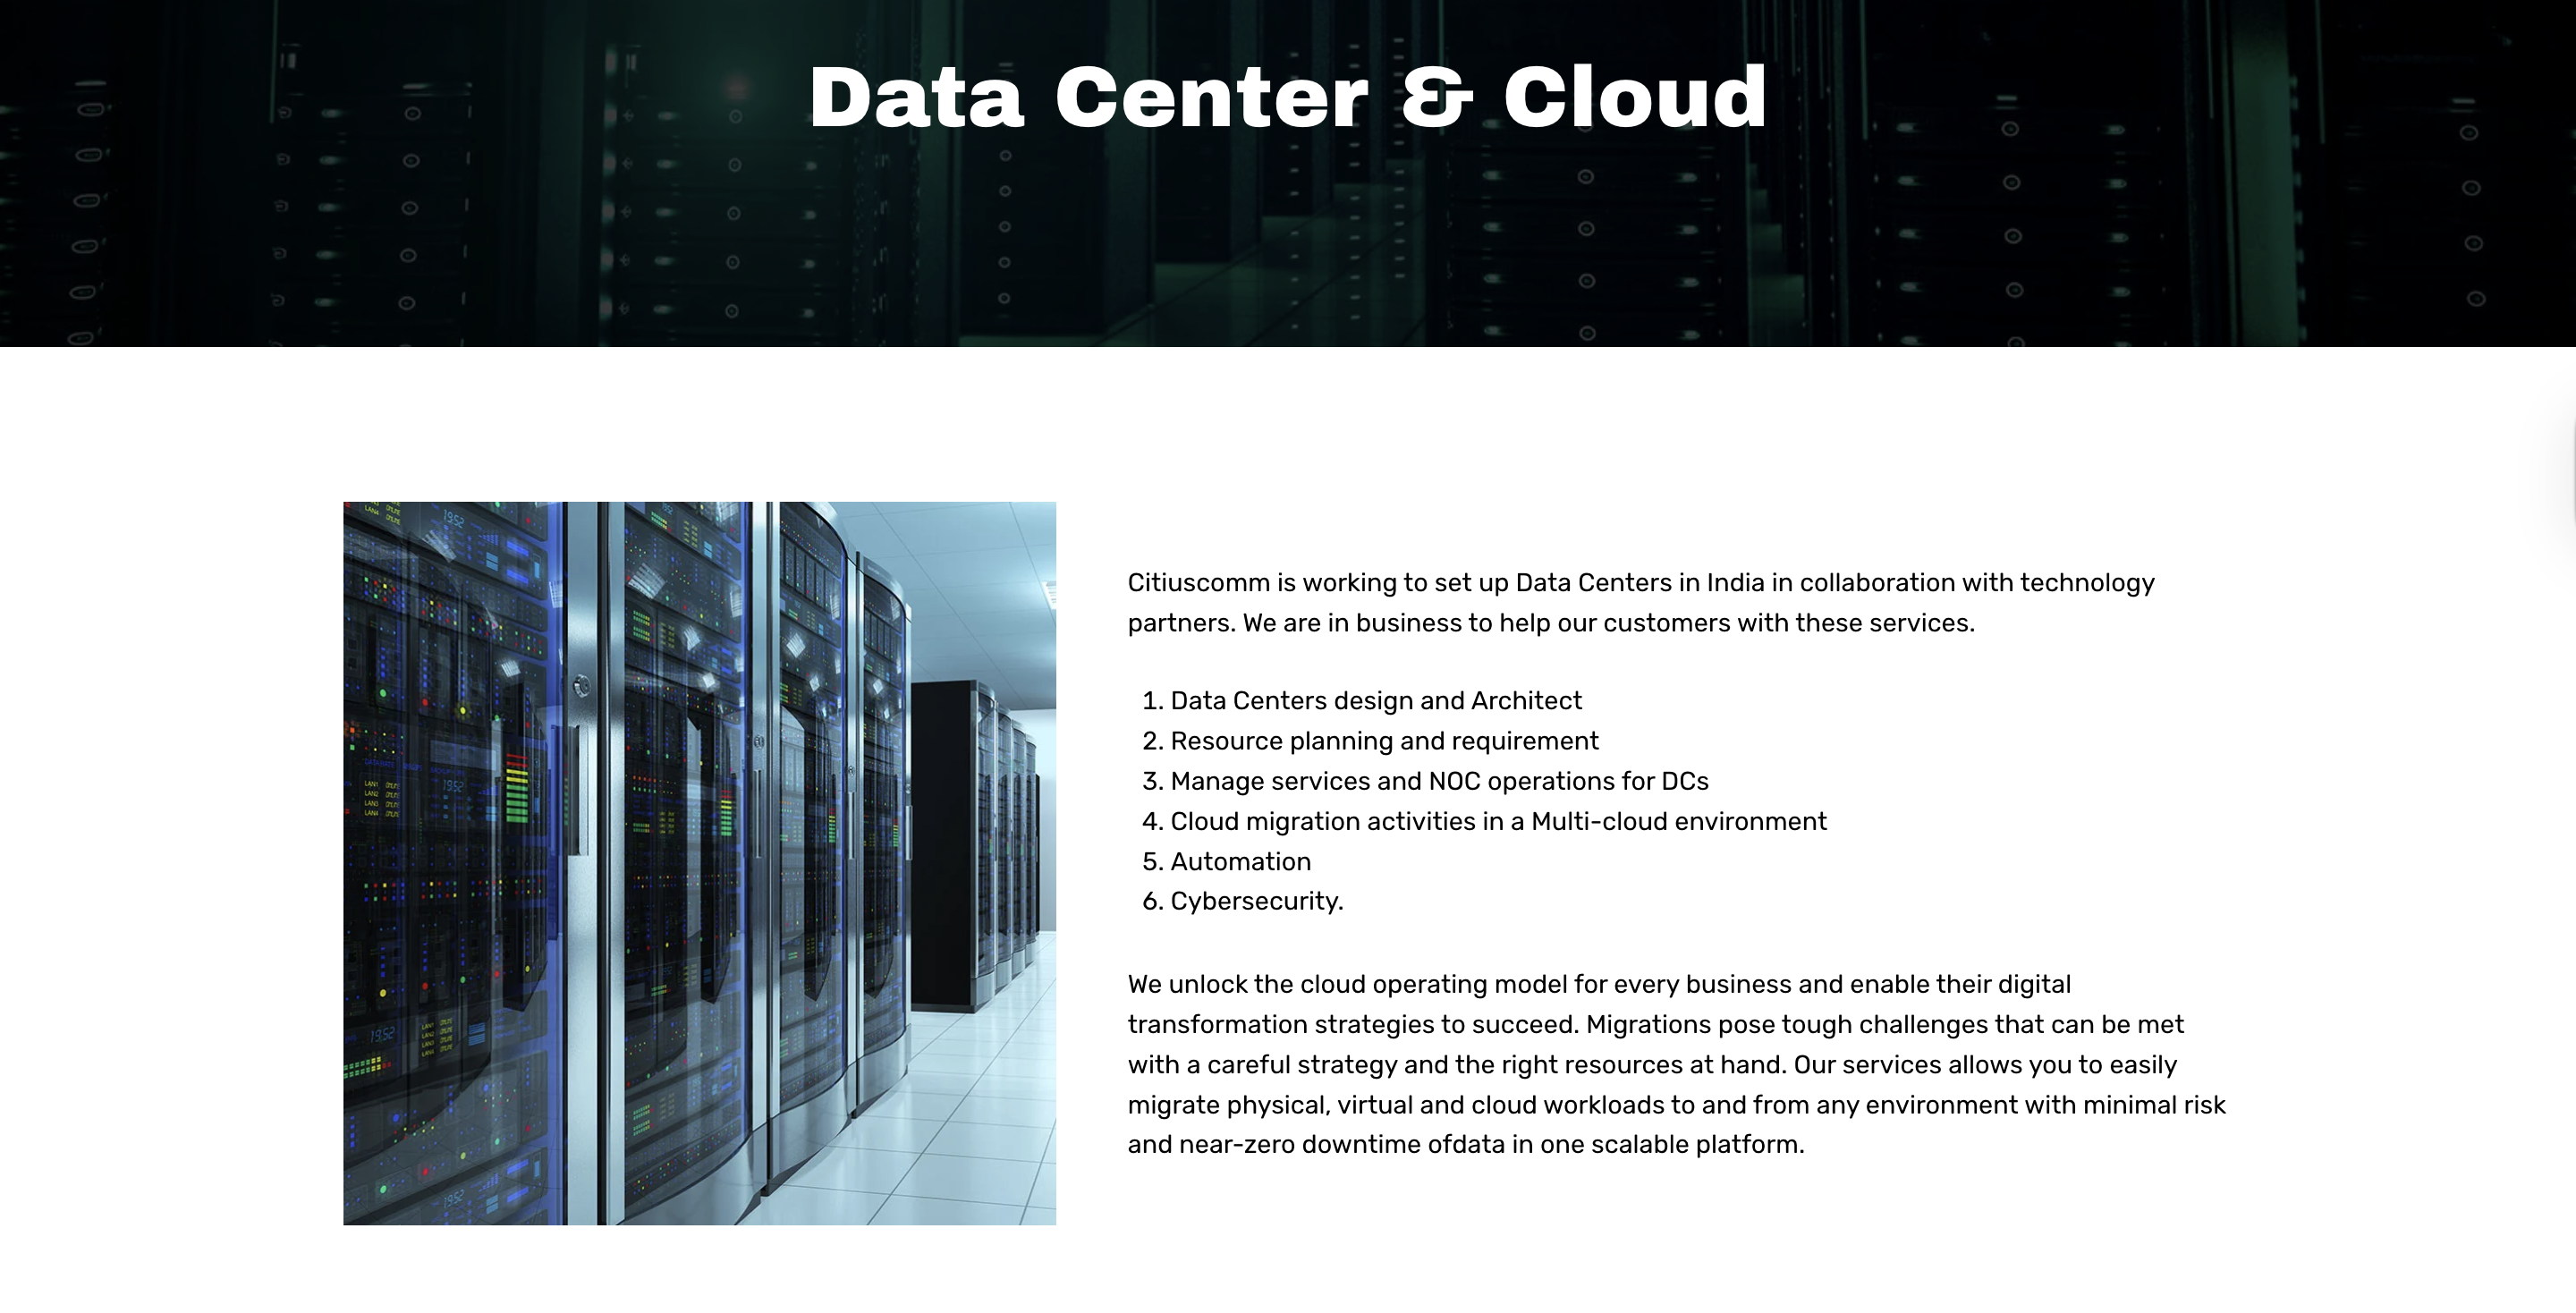 Data Center & Cloud
Citiuscomm is working to set up Data Centers in India in collaboration with technology
partners. We are in business to help our customers with these services.
1. Data Centers design and Architect
2. Resource planning and requirement
3. Manage services and NOC operations for DCs
4. Cloud migration activities in a Multi-cloud environment
5. Automation
6. Cybersecurity.
We unlock the cloud operating model for every business and enable their digital
transformation strategies to succeed. Migrations pose tough challenges that can be met
with a careful strategy and the right resources at hand. Our services allows you to easily
migrate physical, virtual and cloud workloads to and from any environment with minimal risk
and near-zero downtime ofdata in one scalable platform.